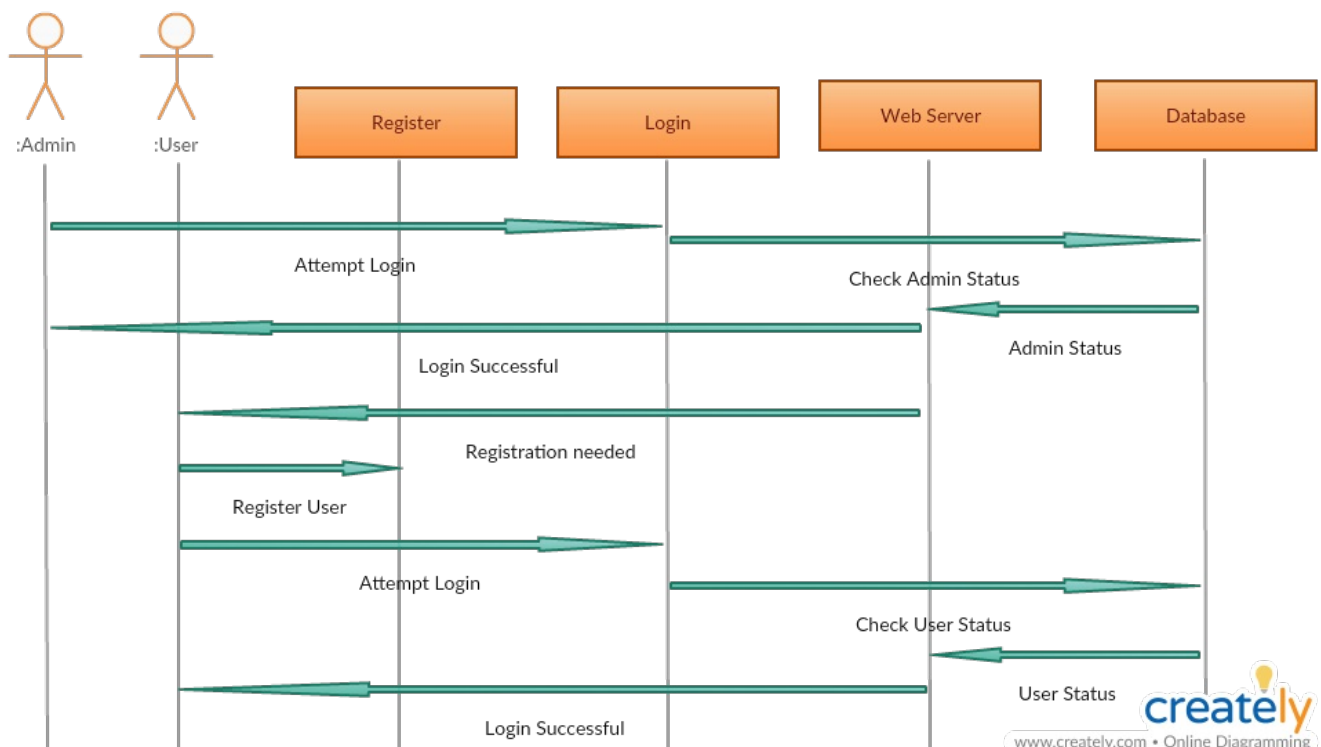 :Admin
:User
Register
Login
Web Server
Database
Attempt Login
Check Admin Status
Admin Status
Login Successful
Registration needed
Register User
Attempt Login
Check User Status
User Status
Login Successful
creately
www.creately.com • Online Diagramming